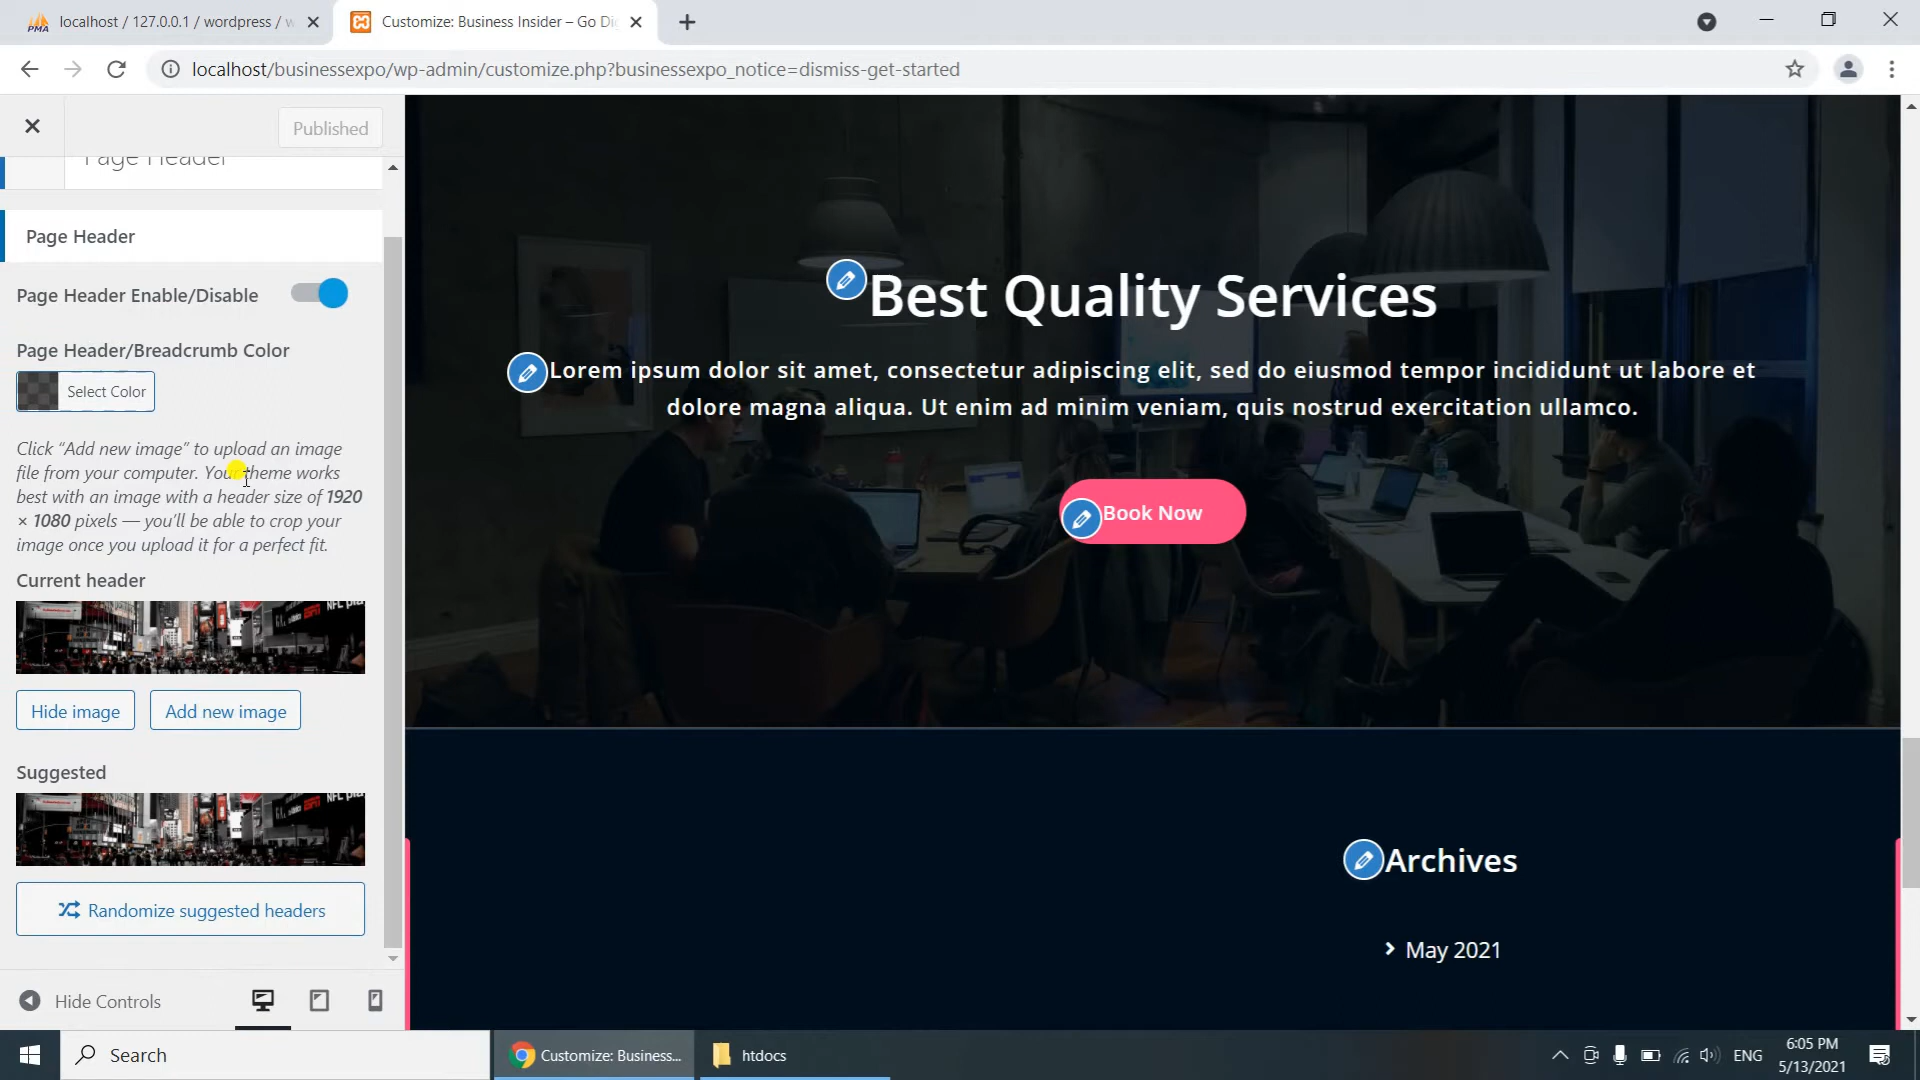 localhost / 127.0.0.1 / wordpress / w
Customize: Business Insider – Go Di
localhost/businessexpo/wp-admin/customize.php?businessexpo_notice=dismiss-get-started
Published
Page Header
Page Header
Page Header Enable/Disable
Page Header/Breadcrumb Color
Select Color
Click “Add new image” to upload an image
file from your computer. Your theme works
best with an image with a header size of 1920
× 1080 pixels — you’ll be able to crop your
image once you upload it for a perfect fit.
Current header
Hide image
Add new image
Suggested
Randomize suggested headers
Hide Controls
Best Quality Services
Lorem ipsum dolor sit amet, consectetur adipiscing elit, sed do eiusmod tempor incididunt ut labore et
dolore magna aliqua. Ut enim ad minim veniam, quis nostrud exercitation ullamco.
Book Now
Archives
May 2021
Search
Customize: Business...
htdocs
ENG
6:05 PM
5/13/2021